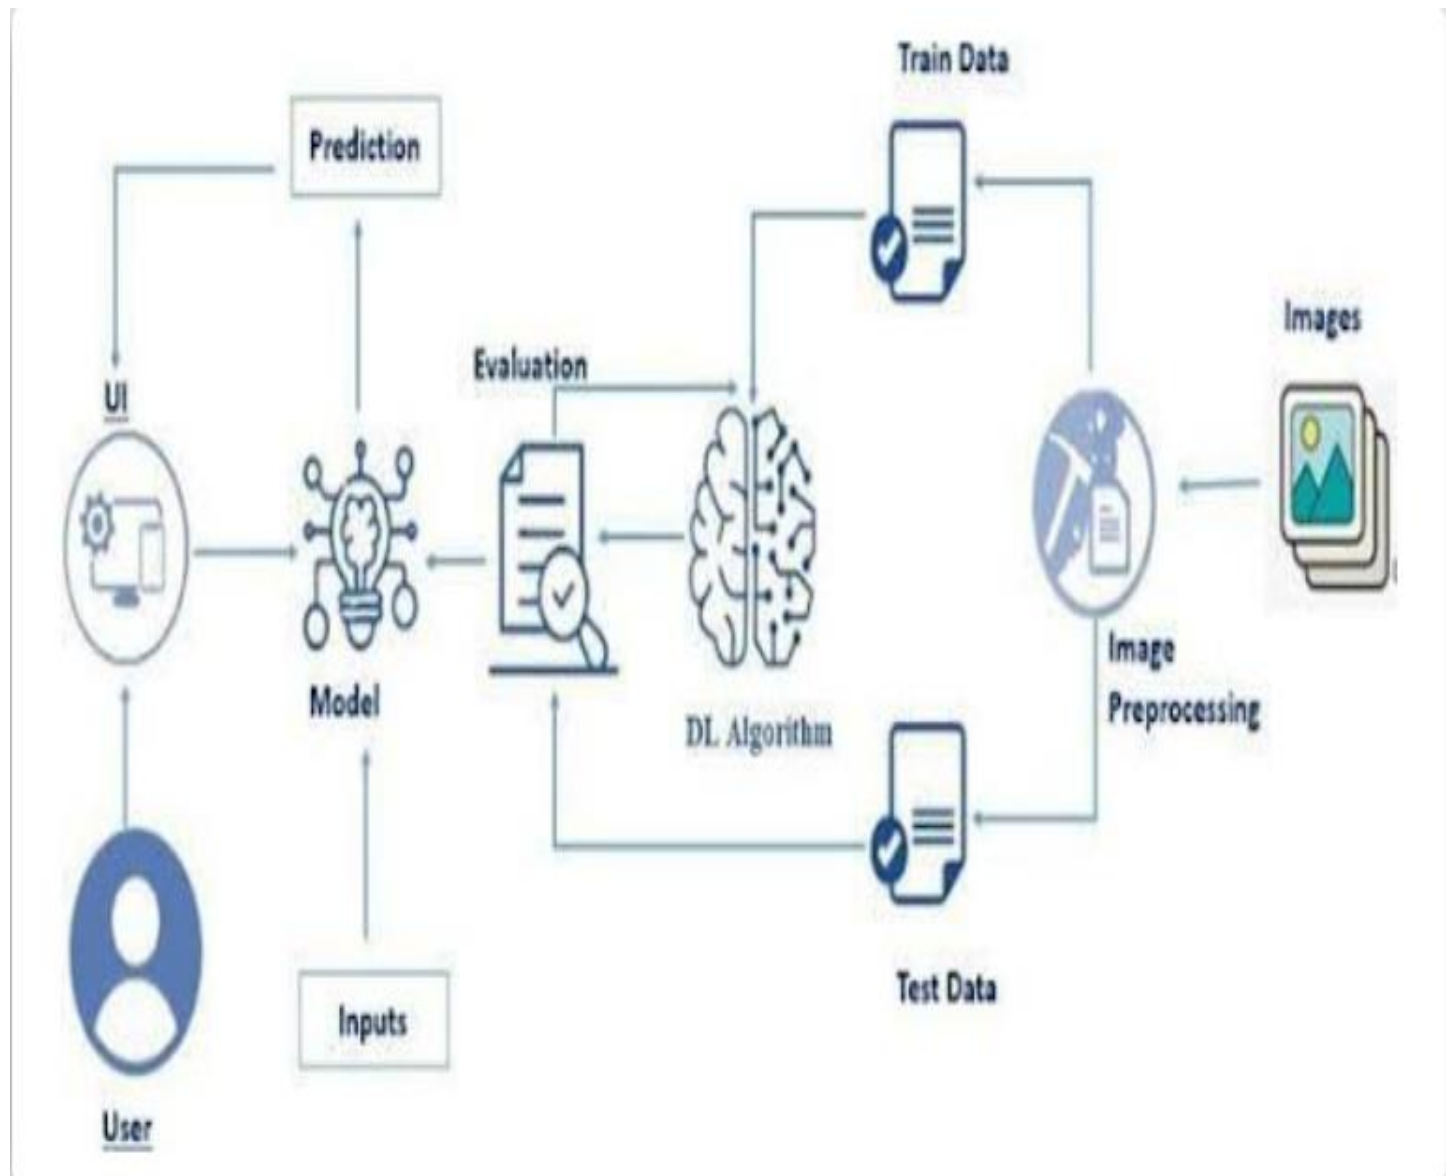 Train Data
Prediction
Images
Evaluation
UI
Image
Preprocessing
Model
DL Algorithm
Test Data
Inputs
User